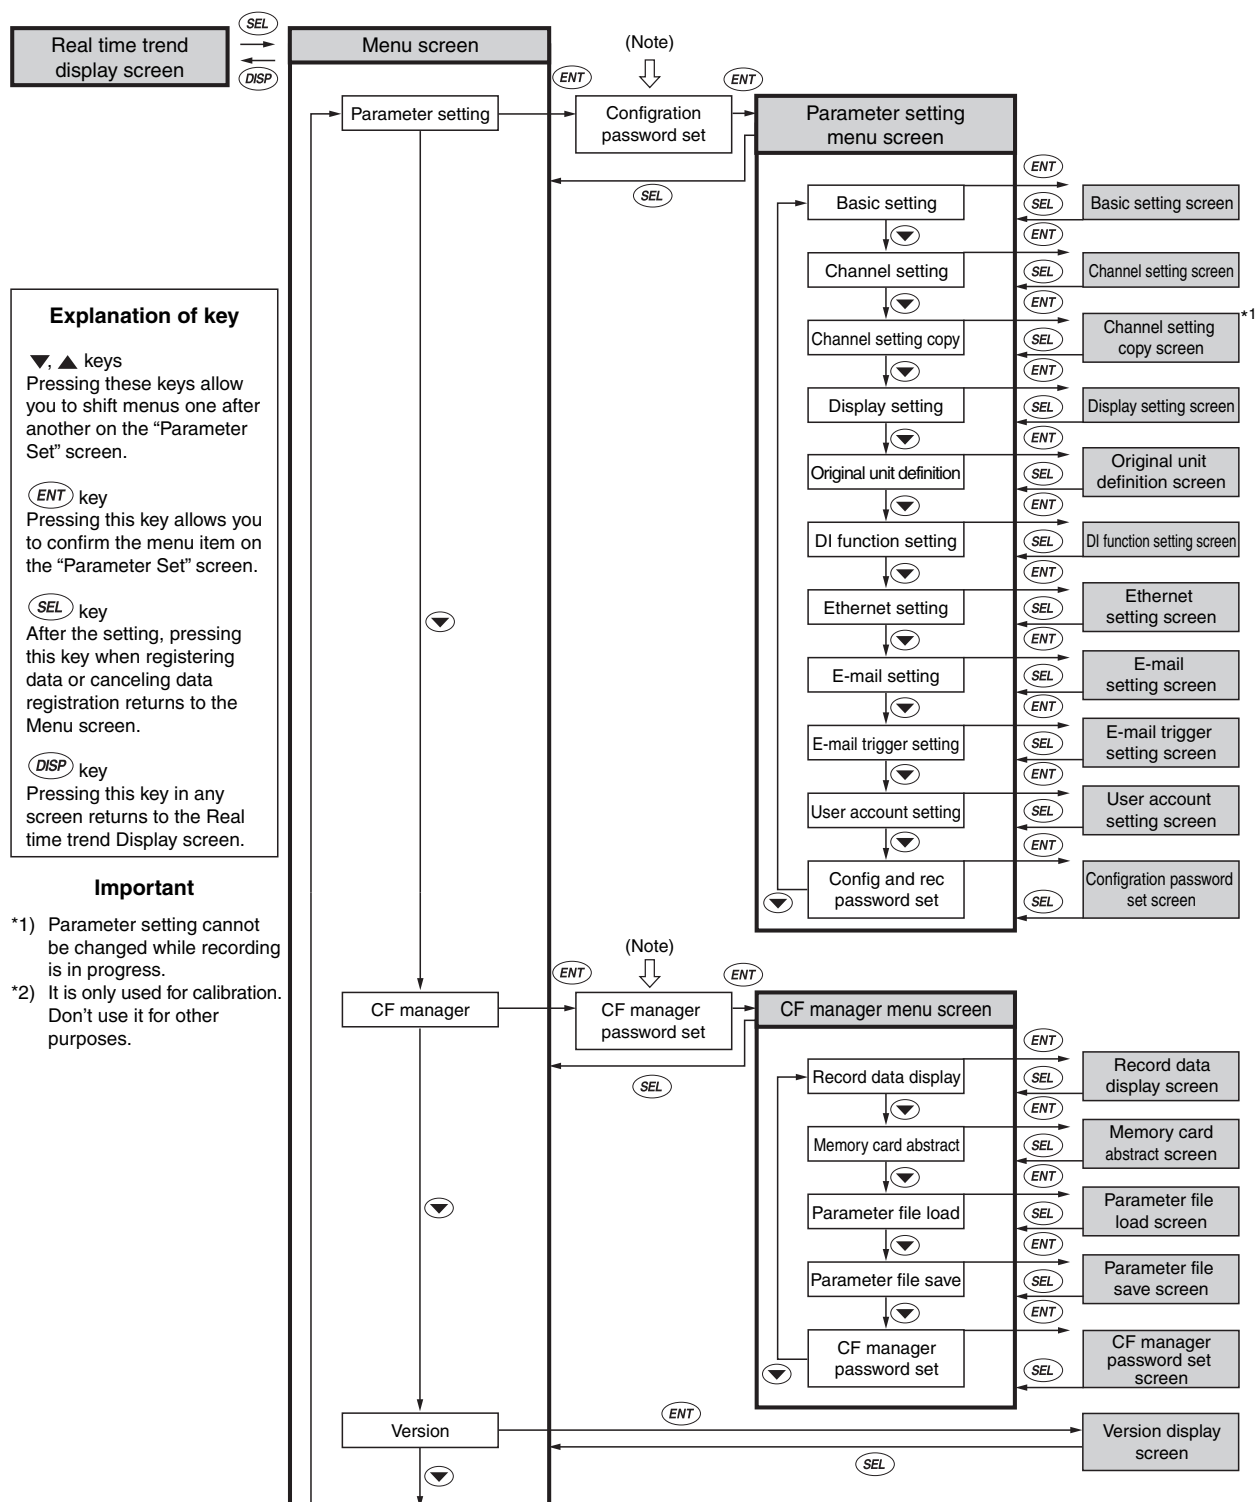 SEL
Real time trend
display screen
DISP
Menu screen
(Note)
ENT
ENT
Parameter setting
Configration
password set
Parameter setting
menu screen
SEL
ENT
Basic setting
SEL
Basic setting screen
ENT
Channel setting
SEL
Channel setting screen
ENT
Channel setting copy
SEL
Channel setting
copy screen
*1
ENT
Display setting
SEL
Display setting screen
ENT
Original unit definition
SEL
Original unit
definition screen
ENT
DI function setting
SEL
DI function setting screen
ENT
Ethernet setting
SEL
Ethernet
setting screen
ENT
E-mail setting
SEL
E-mail
setting screen
ENT
E-mail trigger setting
SEL
E-mail trigger
setting screen
ENT
User account setting
SEL
User account
setting screen
ENT
Config and rec
password set
SEL
Configration password
set screen
Explanation of key
▼, ▲ keys
Pressing these keys allow
you to shift menus one after
another on the “Parameter
Set” screen.
ENT key
Pressing this key allows you
to confirm the menu item on
the “Parameter Set” screen.
SEL key
After the setting, pressing
this key when registering
data or canceling data
registration returns to the
Menu screen.
DISP key
Pressing this key in any
screen returns to the Real
time trend Display screen.
Important
*1) Parameter setting cannot
be changed while recording
is in progress.
*2) It is only used for calibration.
Don’t use it for other
purposes.
(Note)
ENT
ENT
CF manager
CF manager
password set
CF manager menu screen
SEL
ENT
Record data display
SEL
Record data
display screen
ENT
Memory card abstract
SEL
Memory card
abstract screen
ENT
Parameter file load
SEL
Parameter file
load screen
ENT
Parameter file save
SEL
Parameter file
save screen
ENT
CF manager
password set
SEL
CF manager
password set
screen
Version
ENT
SEL
Version display
screen